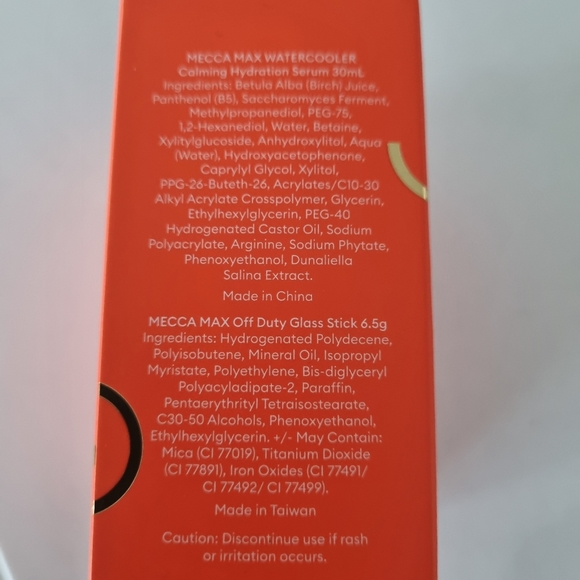 MECCA MAX WATERCOOLER
Calming Hydration Serum 30mL
Ingredients: Betula Alba (Birch) Juice,
Panthenol (B5), Saccharomyces Ferment,
Methylpropanediol, PEG-75,
1,2-Hexanediol, Water, Betaine,
Xylitylglucoside, Anhydroxylitol, Aqua
(Water), Hydroxyacetophenone,
Caprylyl Glycol, Xylitol,
PPG-26-Buteth-26, Acrylates/C10-30
Alkyl Acrylate Crosspolymer, Glycerin,
Ethylhexylglycerin, PEG-40
Hydrogenated Castor Oil, Sodium
Polyacrylate, Arginine, Sodium Phytate,
Phenoxyethanol, Dunaliella
Salina Extract.
Made in China
MECCA MAX Off Duty Glass Stick 6.5g
Ingredients: Hydrogenated Polydecene,
Polyisobutene, Mineral Oil, Isopropyl
Myristate, Polyethylene, Bis-diglyceryl
Polyacyladipate-2, Paraffin,
Pentaerythrityl Tetraisostearate,
C30-50 Alcohols, Phenoxyethanol,
Ethylhexylglycerin. +/- May Contain:
Mica (CI 77019), Titanium Dioxide
(CI 77891), Iron Oxides (CI 77491/
CI 77492/ CI 77499).
Made in Taiwan
Caution: Discontinue use if rash
or irritation occurs.